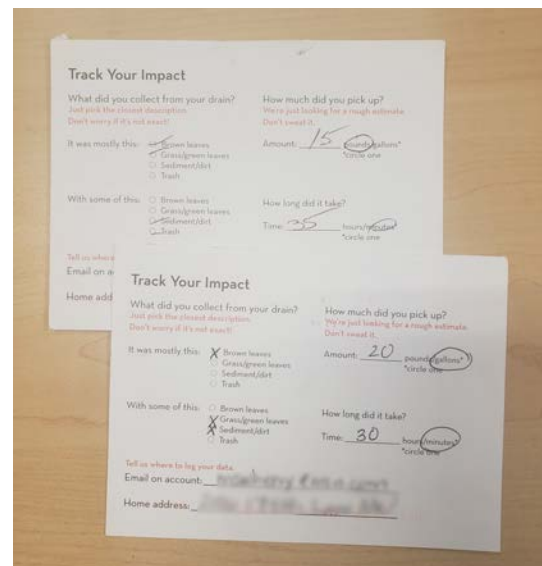 Track Your Impact
What did you collect from your drain?
Just pick the closest description
Don't worry if it's not exact!
How much did you pick up?
We're just looking for a rough estimate
Don't sweat it.
It was mostly this:
Brown leaves
Grass/green leaves
Sediment/dirt
Trash
Amount: 15 pounds/gallons*
*circle one
With some of this:
Brown leaves
Grass/green leaves
Sediment/dirt
Trash
How long did it take?
Time: 35 hours/minutes*
*circle one
Tell us where
Email on a
Home add
Track Your Impact
What did you collect from your drain?
Just pick the closest description
Don't worry if it's not exact!
How much did you pick up?
We're just looking for a rough estimate
Don't sweat it.
It was mostly this:
Brown leaves
Grass/green leaves
Sediment/dirt
Trash
Amount: 20 pounds/gallons*
*circle one
With some of this:
Brown leaves
Grass/green leaves
Sediment/dirt
Trash
How long did it take?
Time: 30 hours/minutes*
*circle one
Tell us where to log your data
Email on account:
Home address: